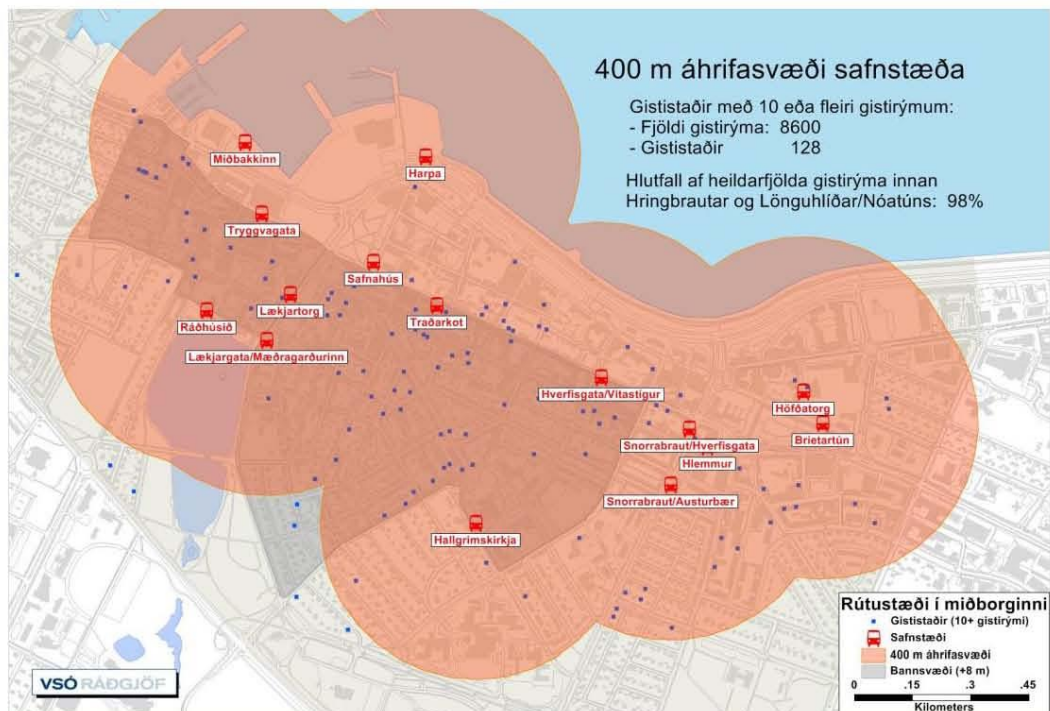 400 m áhrifasvæði safnstæða
Gististaðir með 10 eða fleiri gistirýmum:
- Fjöldi gistirýma: 8600
- Gististaðir 128
Hlutfall af heildarfjölda gistirýma innan
Hringbrautar og Lönguhlíðar/Nóatúns: 98%
Miðbakkinn
Harpa
Tryggvagata
Safnahús
Lækjartorg
Ráðhúsið
Traðarkot
Lækjargata/Mæðragarðurinn
Hverfisgata/Vitastígur
Höfðatorg
Snorrabraut/Hverfisgata
Brietartún
Hlemmur
Snorrabraut/Austurbær
Hallgrímskirkja
Rútustæði í miðborginni
Gististaðir (10+ gistirými)
Safnstæði
400 m áhrifasvæði
Bannsvæði (+8 m)
0 .15 .3 .45
Kilometers
VSÓ RÁÐGJÖF